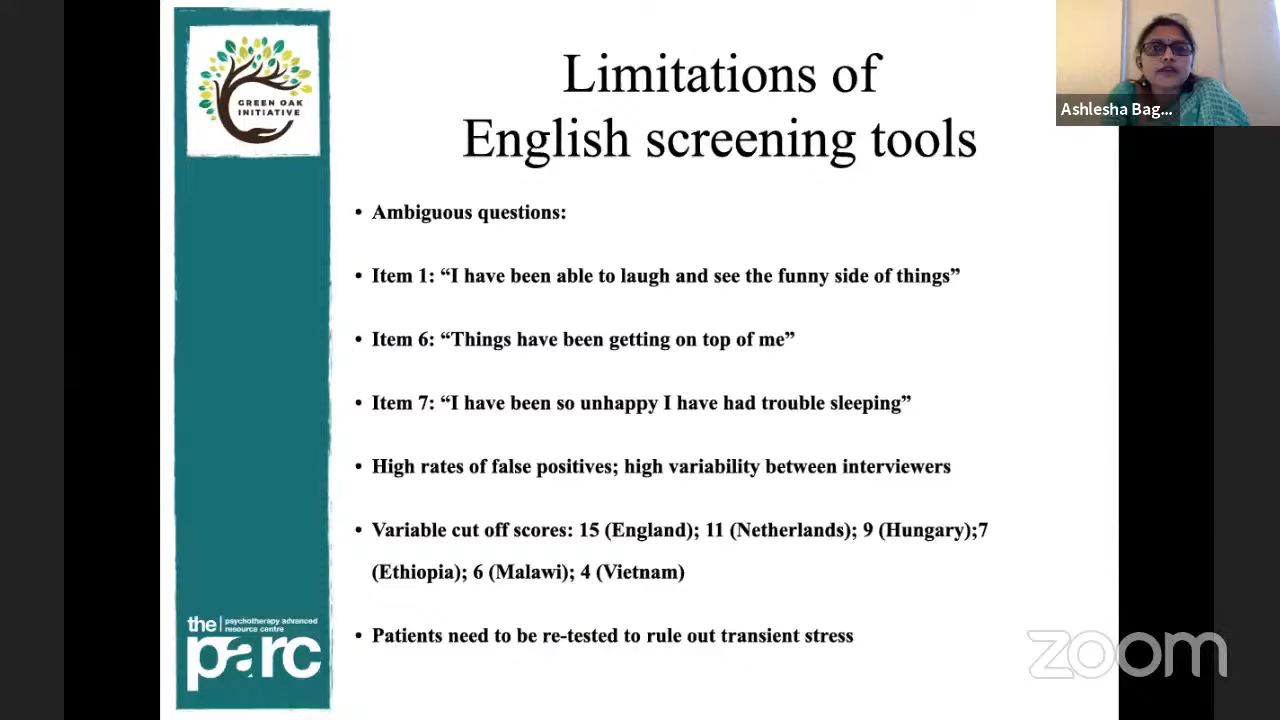 GREEN OAK
INITIATIVE
Limitations of
English screening tools
Ashlesha Bag...
• Ambiguous questions:
• Item 1: “I have been able to laugh and see the funny side of things”
• Item 6: “Things have been getting on top of me”
• Item 7: “I have been so unhappy I have had trouble sleeping”
• High rates of false positives; high variability between interviewers
• Variable cut off scores: 15 (England); 11 (Netherlands); 9 (Hungary);7
(Ethiopia); 6 (Malawi); 4 (Vietnam)
• Patients need to be re-tested to rule out transient stress
the psychotherapy advanced
resource centre
parc
zoom